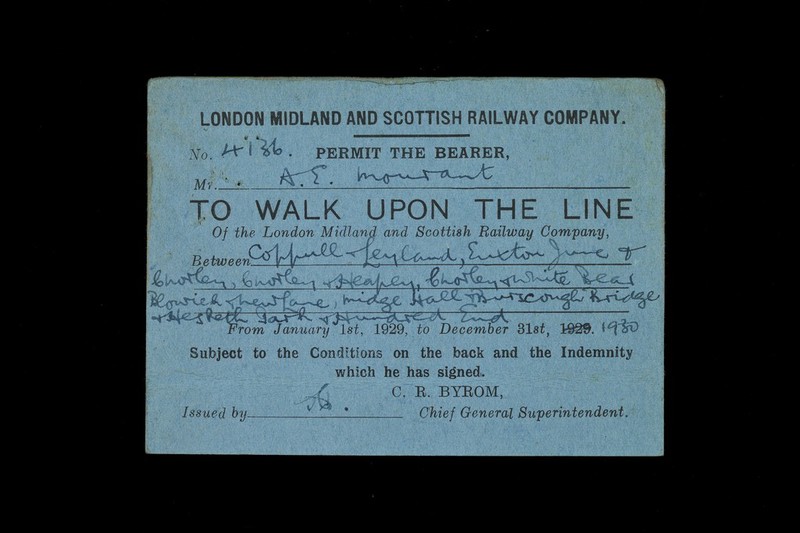 LONDON MIDLAND AND SCOTTISH RAILWAY COMPANY.
No. 4136. PERMIT THE BEARER,
Mr. A. E. Mourant
TO WALK UPON THE LINE
Of the London Midland and Scottish Railway Company,
Between Coppull & Leyland, Euxton Junc &
Chorley, Chorley & Heapey, Chorley & White Bear
Blowick & New Lane, Midge Hall & Burscough Bridge
& Hesketh Park & Hundred End
From January 1st, 1929, to December 31st, 1929. 1930
Subject to the Conditions on the back and the Indemnity
which he has signed.
C. R. BYROM,
Issued by Chief General Superintendent.